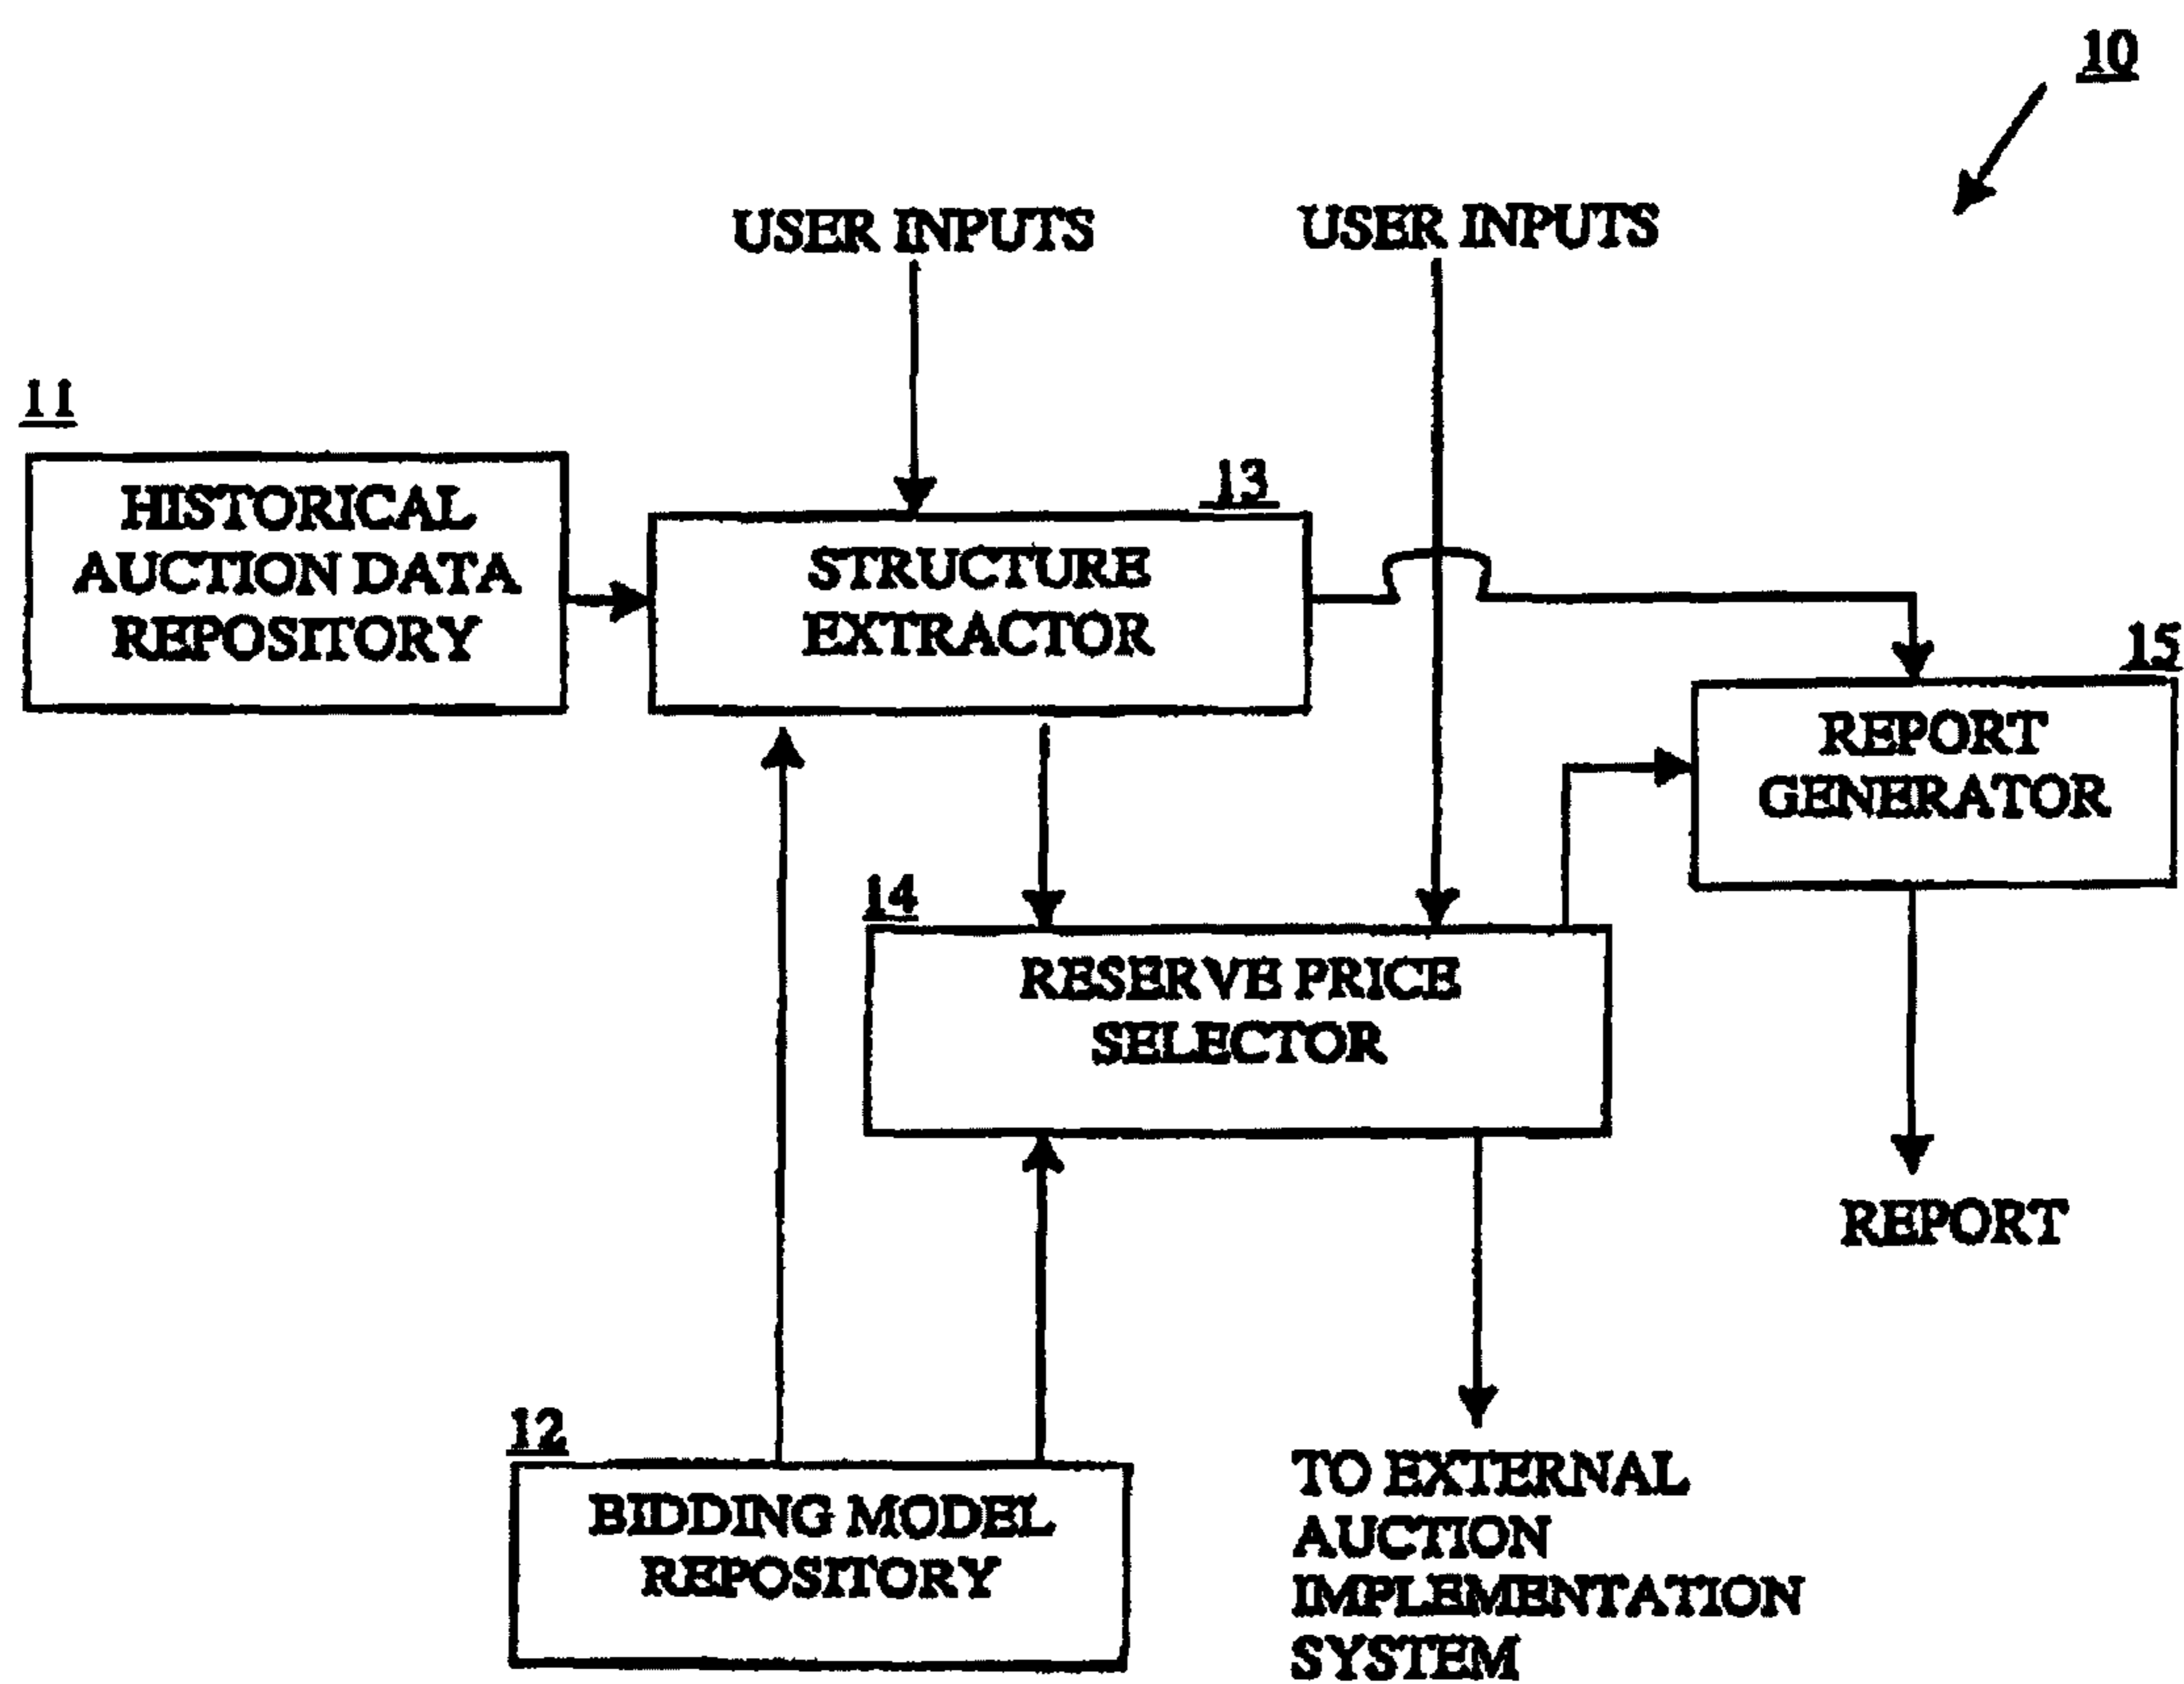 10
USER INPUTS
USER INPUTS
11
HISTORICAL
AUCTION DATA
REPOSITORY
13
STRUCTURE
EXTRACTOR
15
REPORT
GENERATOR
14
RESERVE PRICE
SELECTOR
REPORT
12
BIDDING MODEL
REPOSITORY
TO EXTERNAL
AUCTION
IMPLEMENTATION
SYSTEM